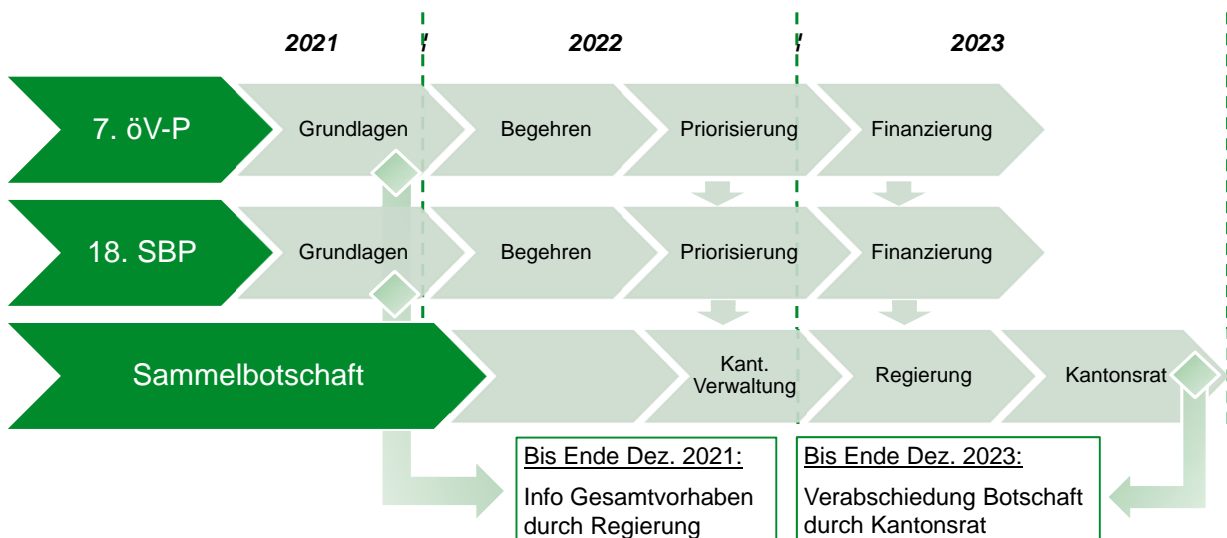 2021
2022
2023
7. öV-P
Grundlagen
Begehren
Priorisierung
Finanzierung
18. SBP
Grundlagen
Begehren
Priorisierung
Finanzierung
Sammelbotschaft
Kant.
Verwaltung
Regierung
Kantonsrat
Bis Ende Dez. 2021:
Info Gesamtvorhaben
durch Regierung
Bis Ende Dez. 2023:
Verabschiedung Botschaft
durch Kantonsrat